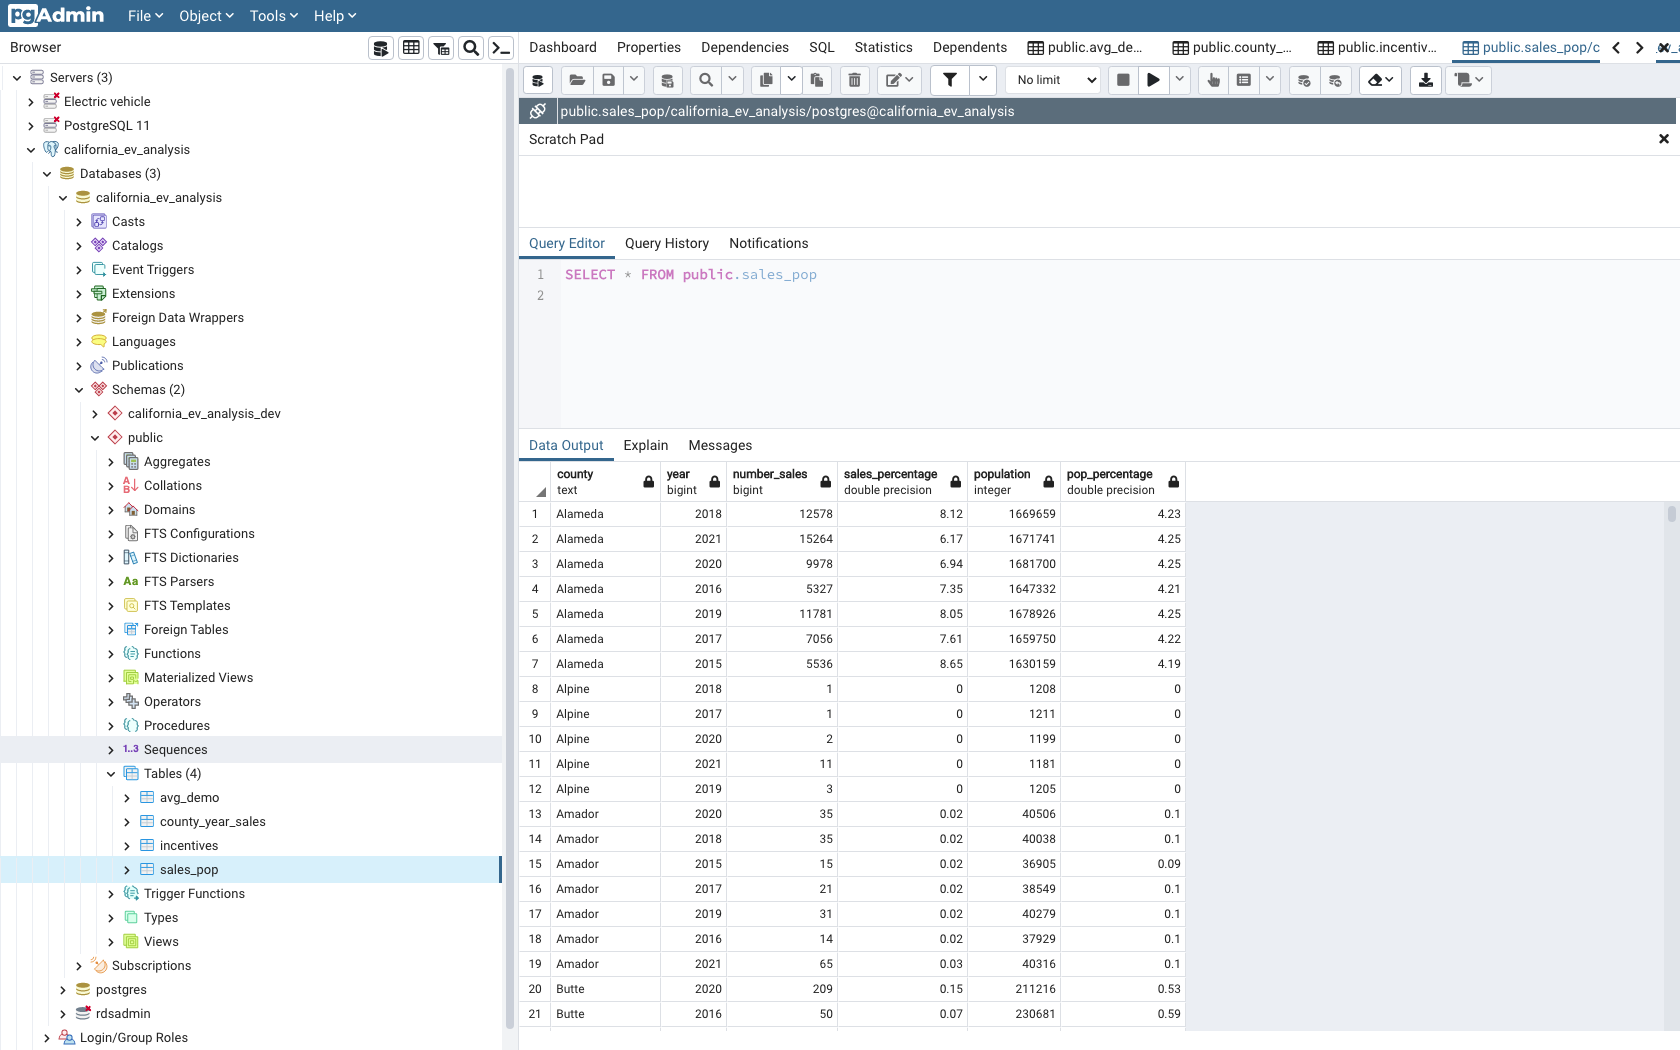 pgAdmin File Object Tools Help
Browser
Dashboard Properties Dependencies SQL Statistics Dependents public.avg_de... public.county_... public.incentiv... public.sales_pop/c
No limit
public.sales_pop/california_ev_analysis/postgres@california_ev_analysis
Scratch Pad
Query Editor Query History Notifications
1 SELECT * FROM public.sales_pop
2
Servers (3)
Electric vehicle
PostgreSQL 11
california_ev_analysis
Databases (3)
california_ev_analysis
Casts
Catalogs
Event Triggers
Extensions
Foreign Data Wrappers
Languages
Publications
Schemas (2)
california_ev_analysis_dev
public
Aggregates
Collations
Domains
FTS Configurations
FTS Dictionaries
Aa FTS Parsers
FTS Templates
Foreign Tables
Functions
Materialized Views
Operators
Procedures
1..3 Sequences
Tables (4)
avg_demo
county_year_sales
incentives
sales_pop
Trigger Functions
Types
Views
Subscriptions
postgres
rdsadmin
Login/Group Roles
Data Output Explain Messages
county year number_sales sales_percentage population pop_percentage
text bigint bigint double precision integer double precision
1 Alameda 2018 12578 8.12 1669659 4.23
2 Alameda 2021 15264 6.17 1671741 4.25
3 Alameda 2020 9978 6.94 1681700 4.25
4 Alameda 2016 5327 7.35 1647332 4.21
5 Alameda 2019 11781 8.05 1678926 4.25
6 Alameda 2017 7056 7.61 1659750 4.22
7 Alameda 2015 5536 8.65 1630159 4.19
8 Alpine 2018 1 0 1208 0
9 Alpine 2017 1 0 1211 0
10 Alpine 2020 2 0 1199 0
11 Alpine 2021 11 0 1181 0
12 Alpine 2019 3 0 1205 0
13 Amador 2020 35 0.02 40506 0.1
14 Amador 2018 35 0.02 40038 0.1
15 Amador 2015 15 0.02 36905 0.09
16 Amador 2017 21 0.02 38549 0.1
17 Amador 2019 31 0.02 40279 0.1
18 Amador 2016 14 0.02 37929 0.1
19 Amador 2021 65 0.03 40316 0.1
20 Butte 2020 209 0.15 211216 0.53
21 Butte 2016 50 0.07 230681 0.59